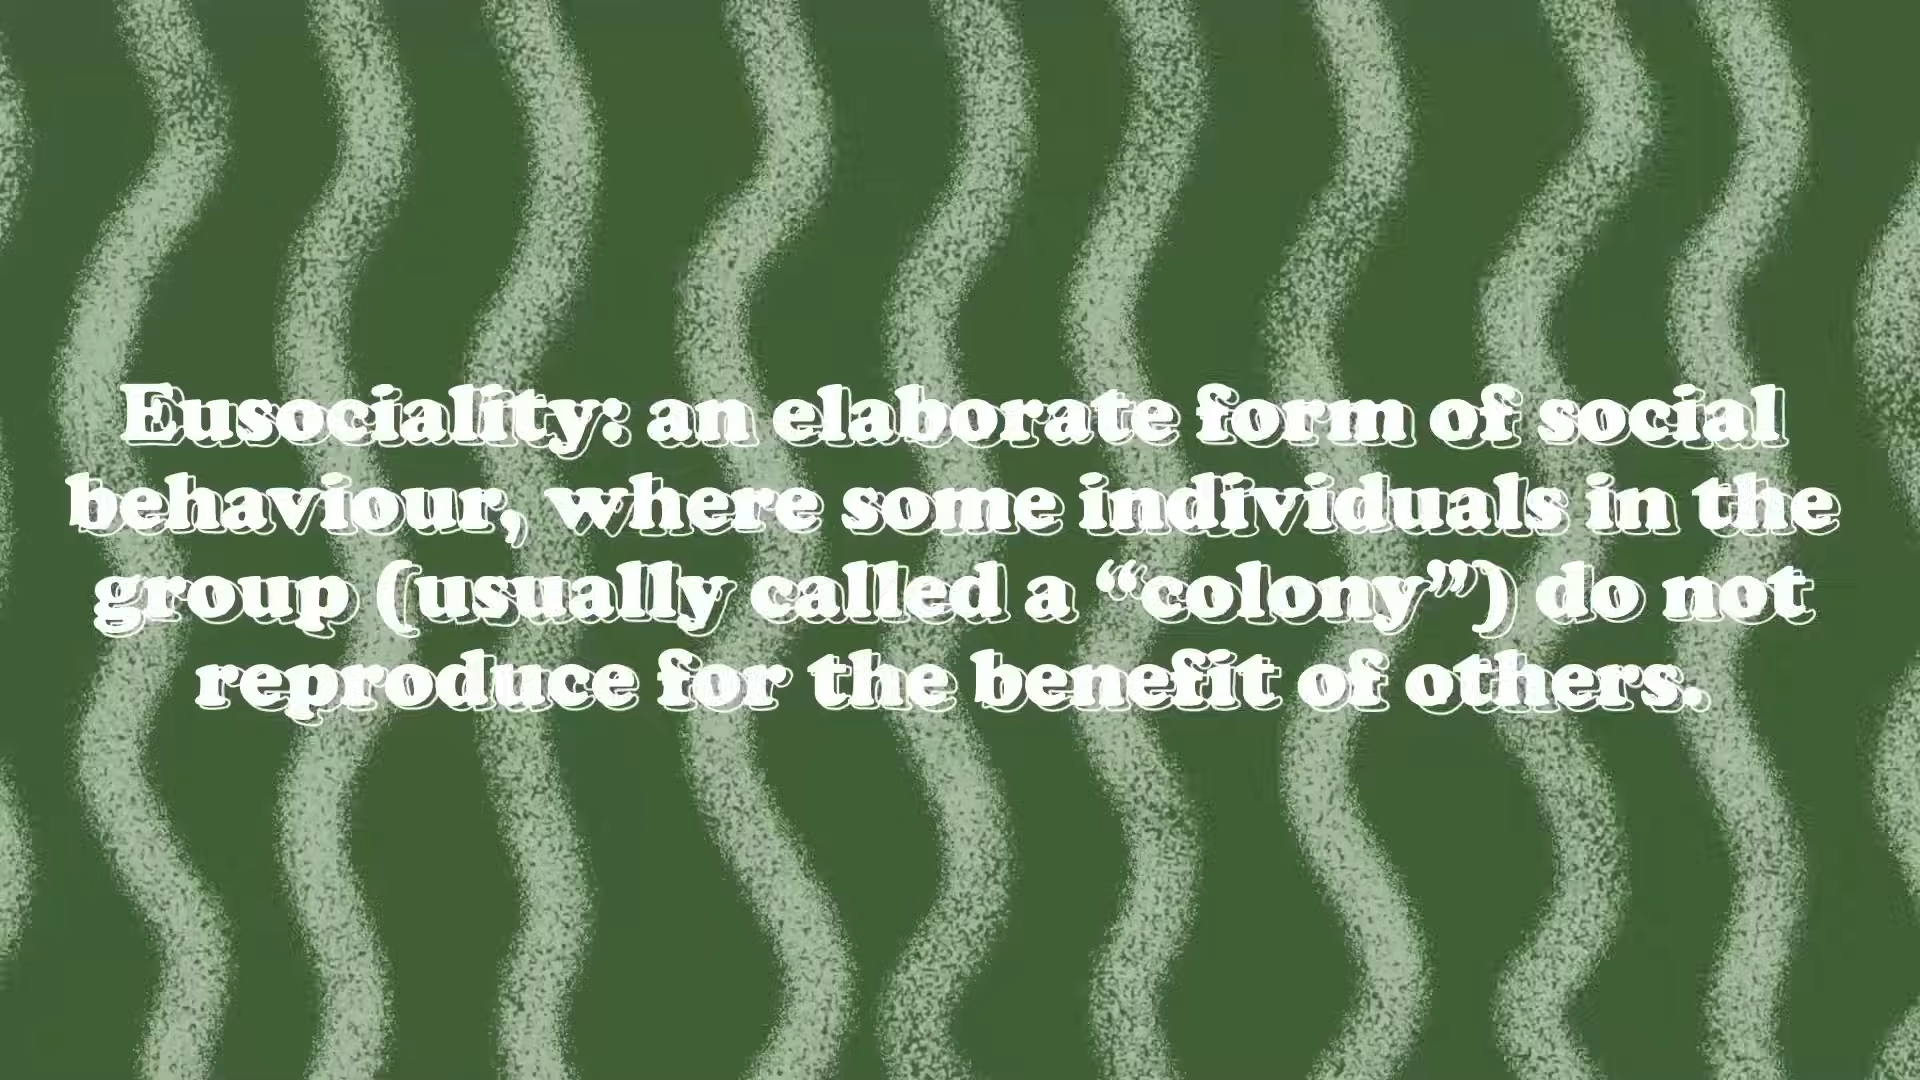 Eusociality: an elaborate form of social
behaviour, where some individuals in the
group (usually called a “colony”) do not
reproduce for the benefit of others.